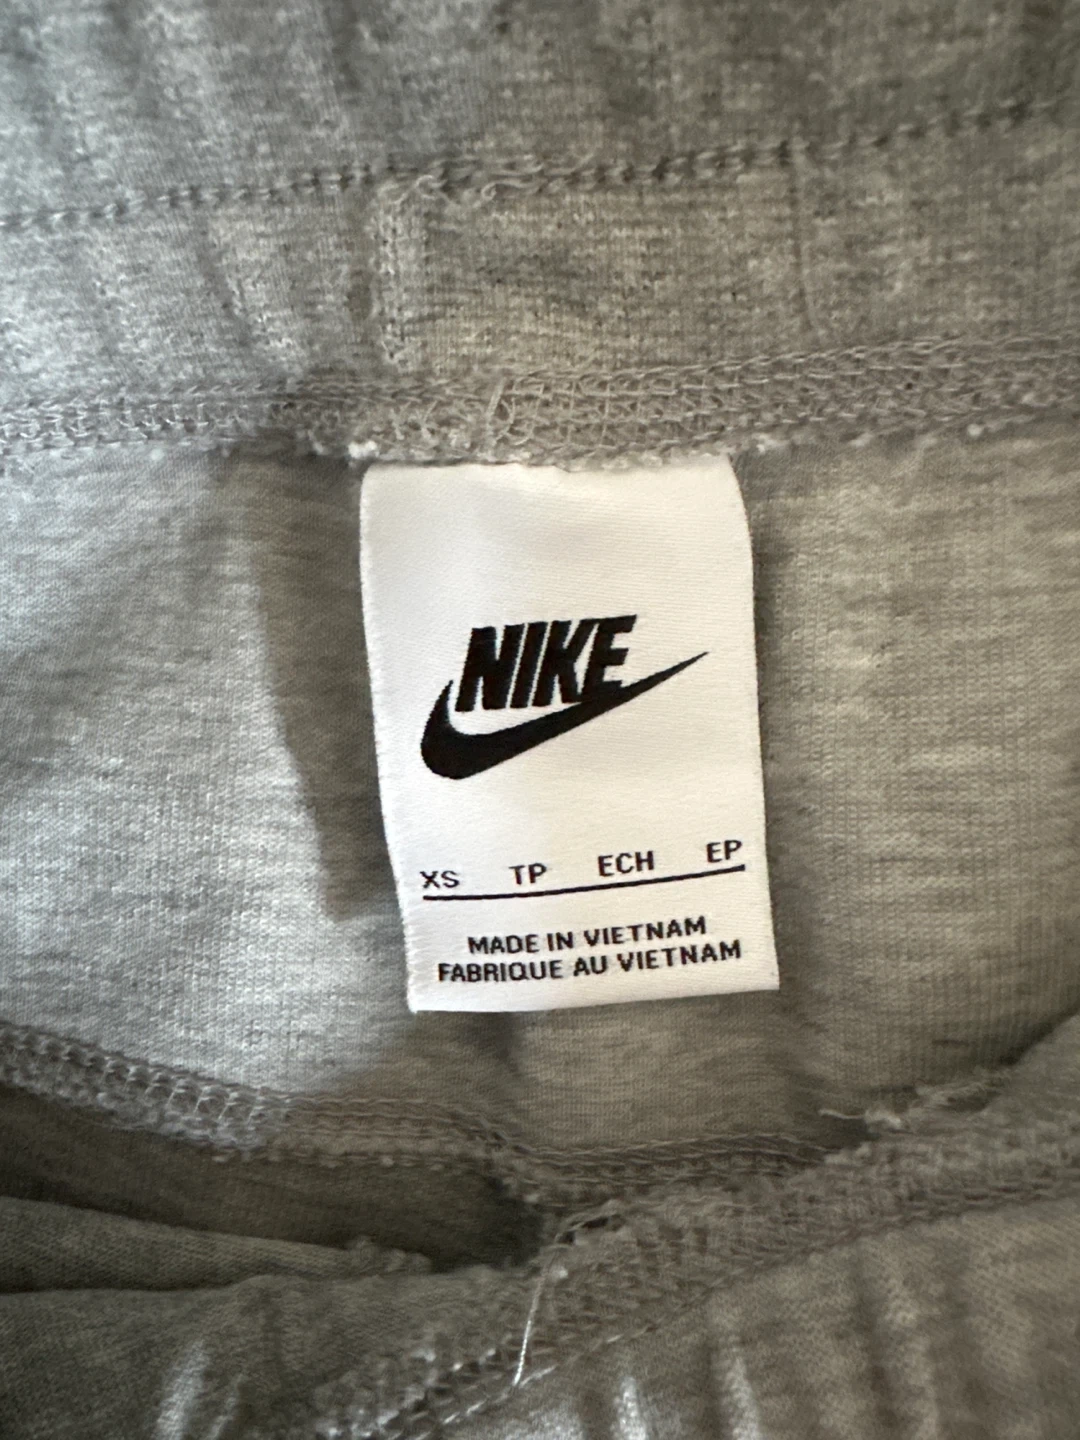 NIKE
XS TP ECH EP
MADE IN VIETNAM
FABRIQUE AU VIETNAM